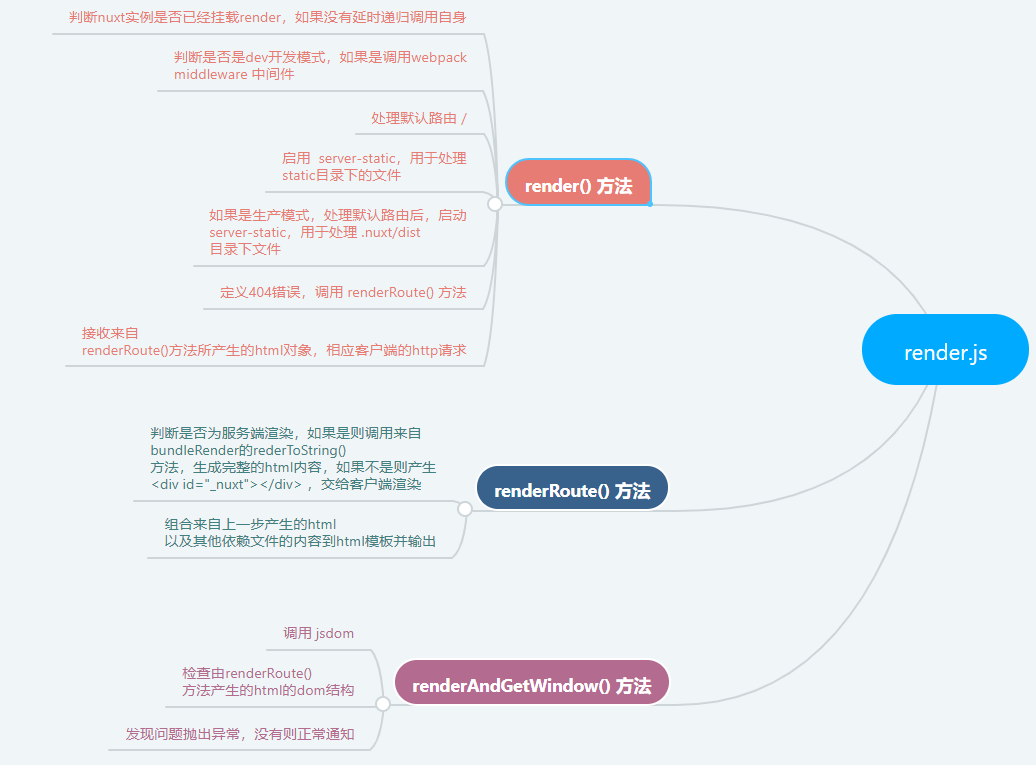 判断nuxt实例是否已经挂载render，如果没有延时递归调用自身
判断是否是dev开发模式，如果是调用webpack
middleware 中间件
处理默认路由 /
启用 server-static，用于处理
static目录下的文件
如果是生产模式，处理默认路由后，启动
server-static，用于处理 .nuxt/dist
目录下文件
定义404错误，调用 renderRoute() 方法
接收来自
renderRoute()方法所产生的html对象，相应客户端的http请求
render() 方法
render.js
判断是否为服务端渲染，如果是则调用来自
bundleRender的rederToString()
方法，生成完整的html内容，如果不是则产生
<div id="_nuxt"></div> ，交给客户端渲染
组合来自上一步产生的html
以及其他依赖文件的内容到html模板并输出
renderRoute() 方法
调用 jsdom
检查由renderRoute()
方法产生的html的dom结构
发现问题抛出异常，没有则正常通知
renderAndGetWindow() 方法